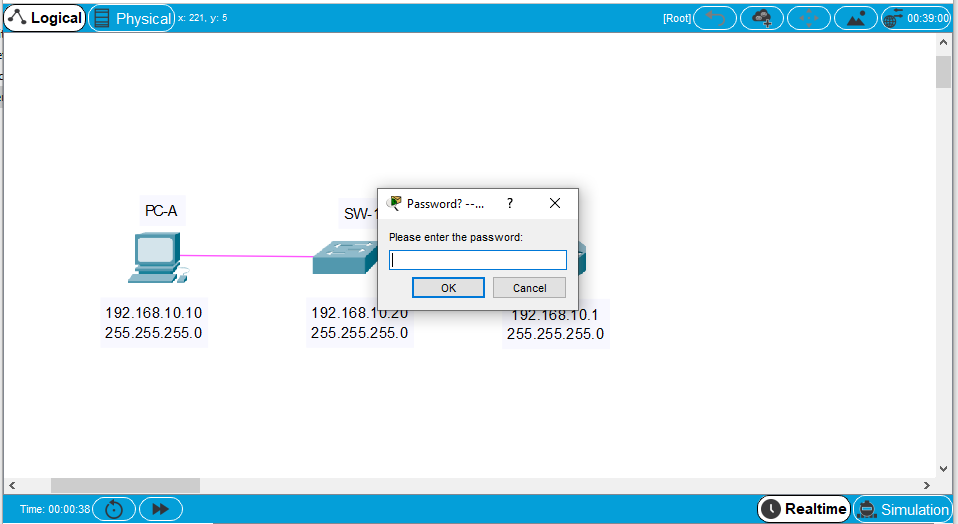 Logical
Physical
x: 221, y: 5
[Root]
00:39:00
PC-A
SW-1
Password? --...
?
Please enter the password:
OK
Cancel
192.168.10.10
255.255.255.0
192.168.10.20
255.255.255.0
192.168.10.1
255.255.255.0
Time: 00:00:38
Realtime
Simulation